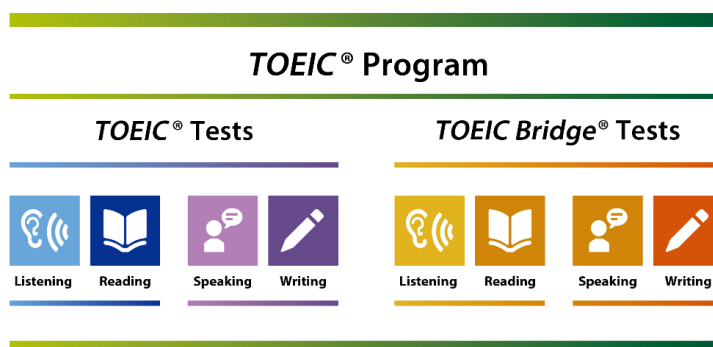 TOEIC® Program
TOEIC® Tests
Listening
Reading
Speaking
Writing
TOEIC Bridge® Tests
Listening
Reading
Speaking
Writing